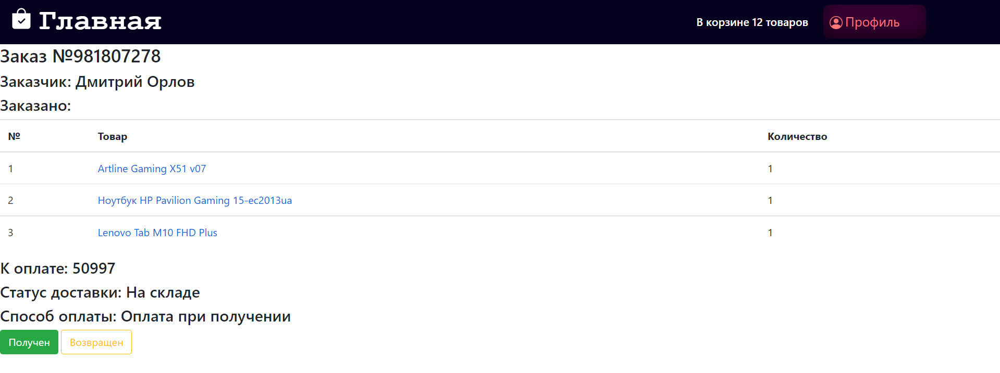 Главная
В корзине 12 товаров
Профиль
Заказ №981807278
Заказчик: Дмитрий Орлов
Заказано:
№ Товар Количество
1 Artline Gaming X51 v07 1
2 Ноутбук HP Pavilion Gaming 15-ec2013ua 1
3 Lenovo Tab M10 FHD Plus 1
К оплате: 50997
Статус доставки: На складе
Способ оплаты: Оплата при получении
Получен Возвращен